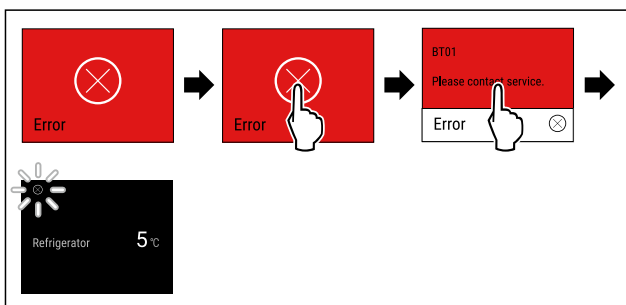 Error
Error
BT01
Please contact service.
Error
Refrigerator 5 °C